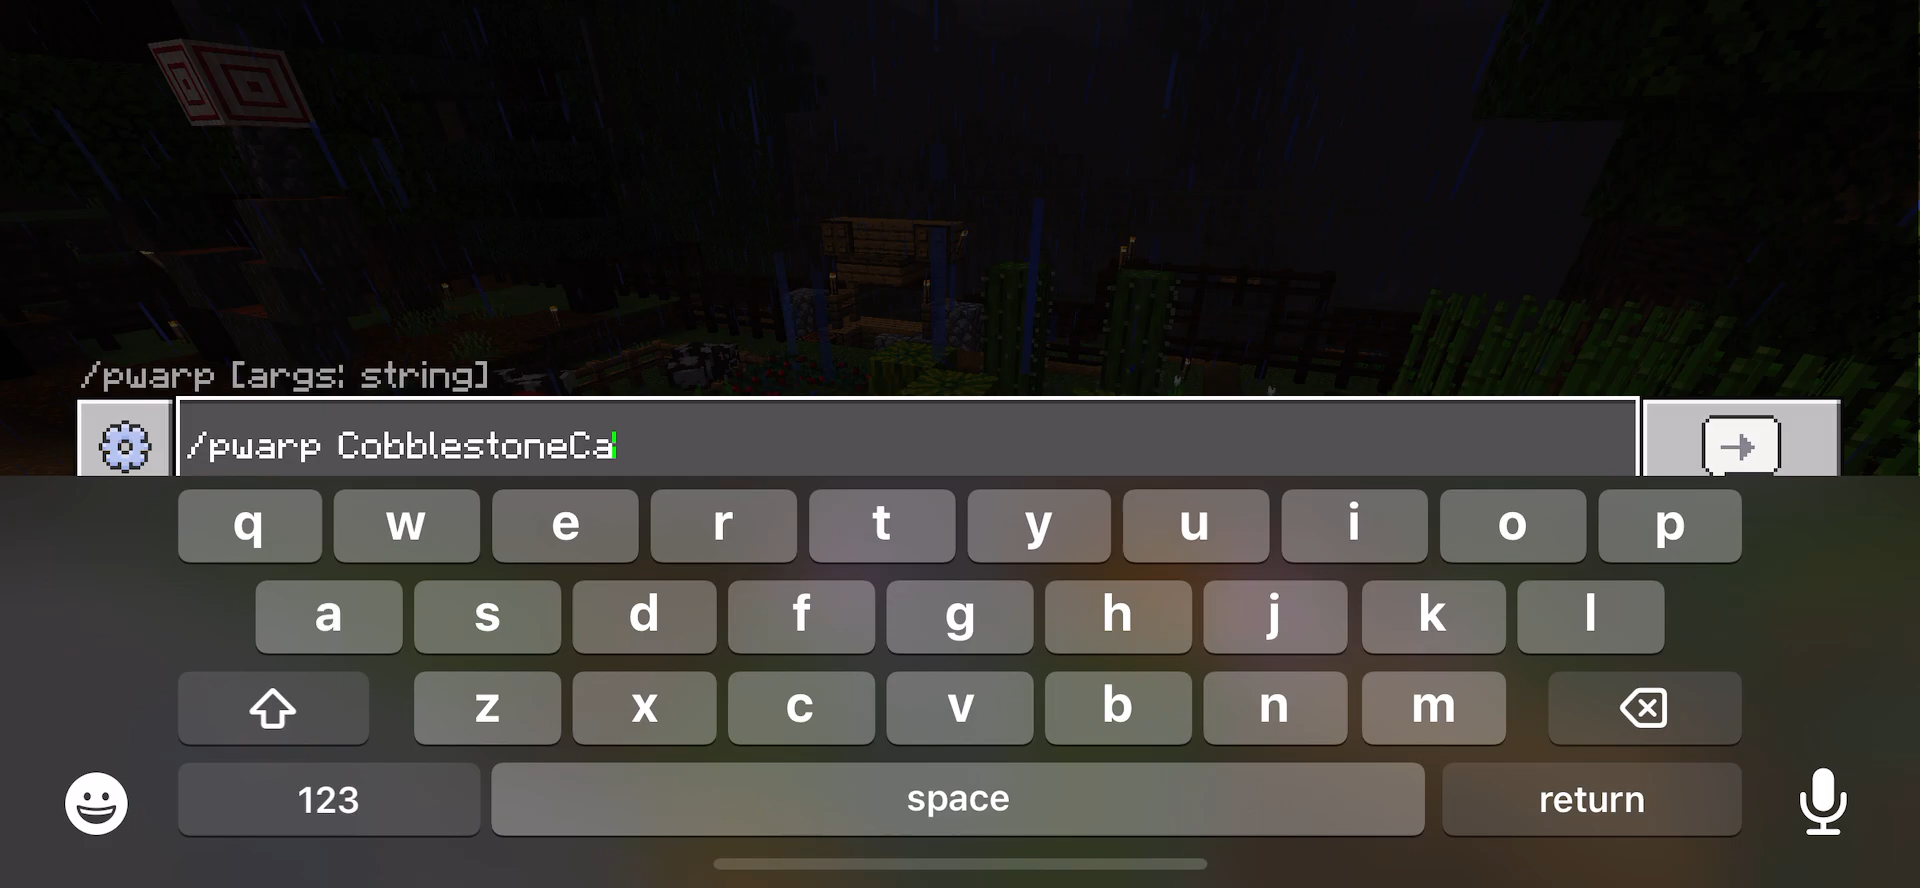 /pwarp [args: string]
/pwarp CobblestoneCa
q w e r t y u i o p
a s d f g h j k l
z x c v b n m
123 space return